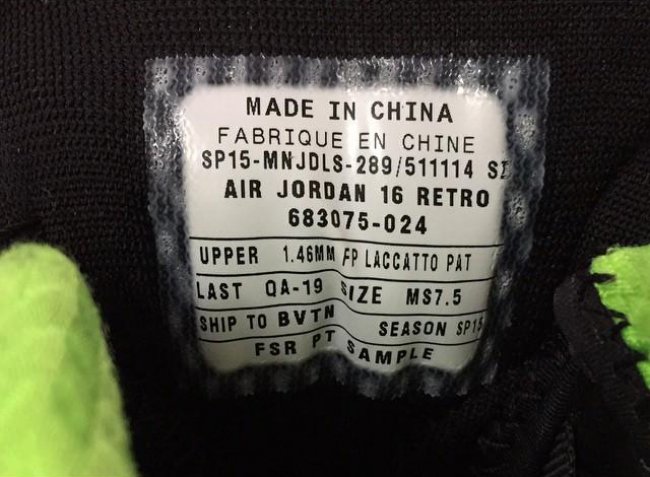 MADE IN CHINA
FABRIQUE EN CHINE
SP15-MNJDLS-289/511114
AIR JORDAN 16 RETRO
683075-024
UPPER 1.46MM FP LACCATTO PAT
LAST QA-19 SIZE MS7.5
SHIP TO BVTN SEASON SP15
FSR PT SAMPLE